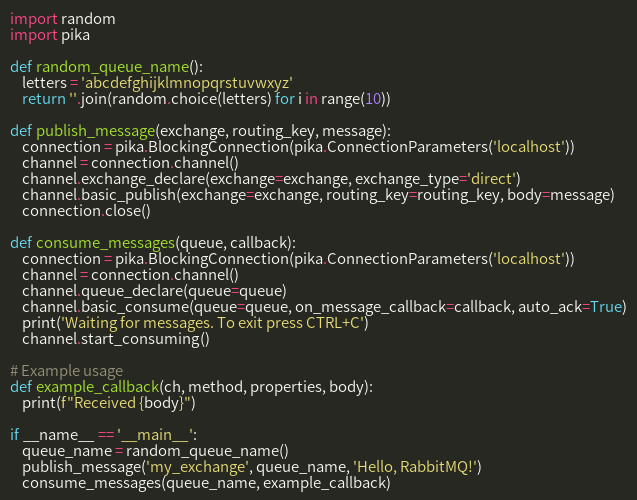 import random
import pika

def random_queue_name():
    letters = 'abcdefghijklmnopqrstuvwxyz'
    return ''.join(random.choice(letters) for i in range(10))

def publish_message(exchange, routing_key, message):
    connection = pika.BlockingConnection(pika.ConnectionParameters('localhost'))
    channel = connection.channel()
    channel.exchange_declare(exchange=exchange, exchange_type='direct')
    channel.basic_publish(exchange=exchange, routing_key=routing_key, body=message)
    connection.close()

def consume_messages(queue, callback):
    connection = pika.BlockingConnection(pika.ConnectionParameters('localhost'))
    channel = connection.channel()
    channel.queue_declare(queue=queue)
    channel.basic_consume(queue=queue, on_message_callback=callback, auto_ack=True)
    print('Waiting for messages. To exit press CTRL+C')
    channel.start_consuming()

# Example usage
def example_callback(ch, method, properties, body):
    print(f"Received {body}")

if __name__ == '__main__':
    queue_name = random_queue_name()
    publish_message('my_exchange', queue_name, 'Hello, RabbitMQ!')
    consume_messages(queue_name, example_callback)